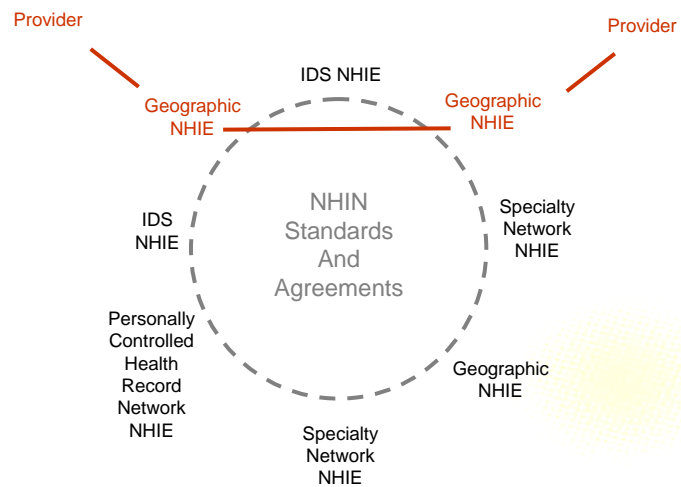 Provider
Provider
IDS NHIE
Geographic
NHIE
Geographic
NHIE
NHIN
Standards
And
Agreements
IDS
NHIE
Specialty
Network
NHIE
Personally
Controlled
Health
Record
Network
NHIE
Geographic
NHIE
Specialty
Network
NHIE